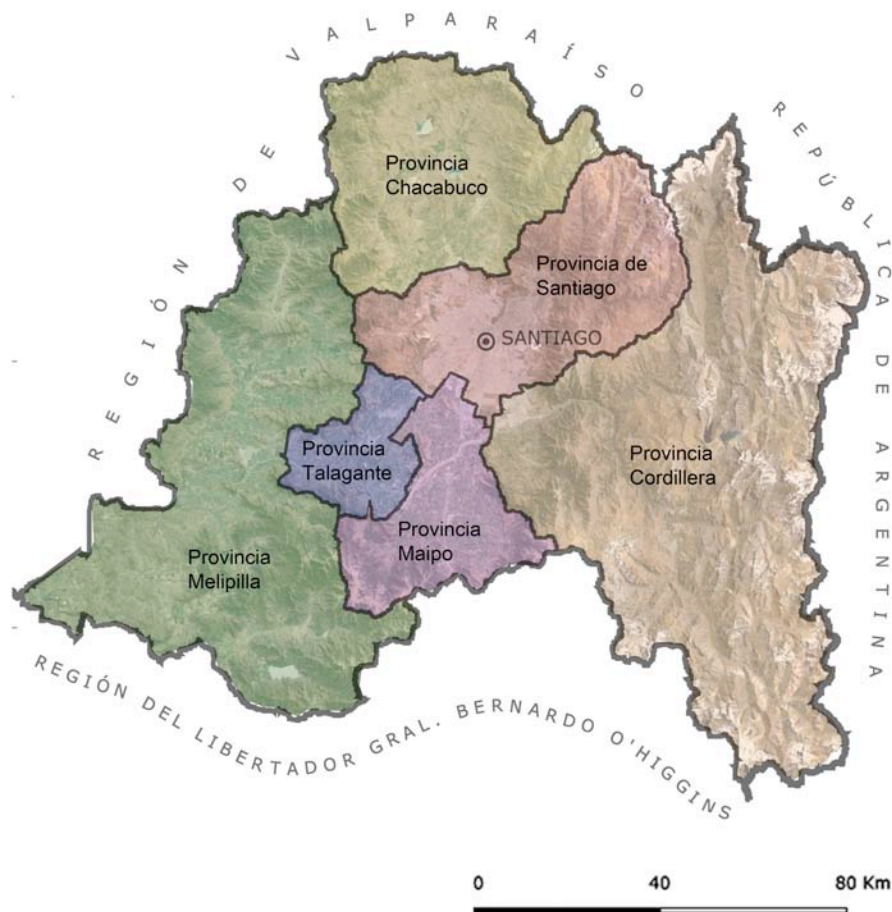 REGIÓN DE VALPARAÍSO
REPÚBLICA DE ARGENTINA
Provincia
Chacabuco
Provincia de
Santiago
SANTIAGO
Provincia
Talagante
Provincia
Cordillera
Provincia
Maipo
Provincia
Melipilla
REGIÓN DEL LIBERTADOR GRAL. BERNARDO O'HIGGINS
0 40 80 Km